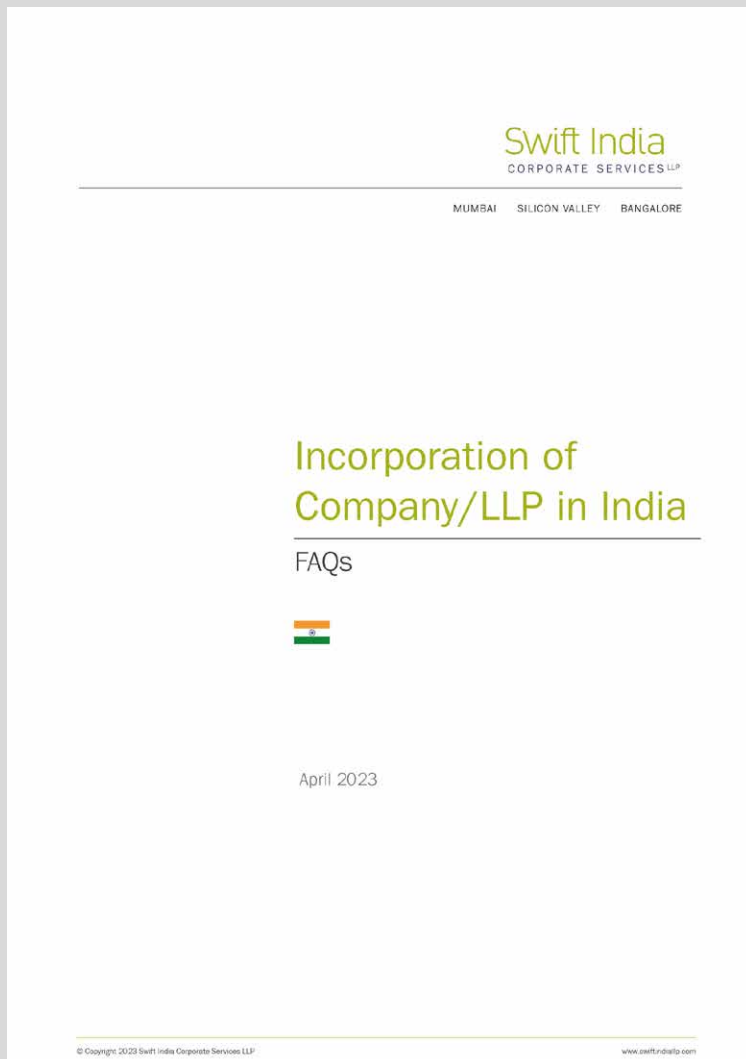 Swift India
CORPORATE SERVICES LLP
MUMBAI SILICON VALLEY BANGALORE
Incorporation of
Company/LLP in India
FAQs
April 2023
© Copyright 2023 Swift India Corporate Services LLP
www.swiftindiallp.com